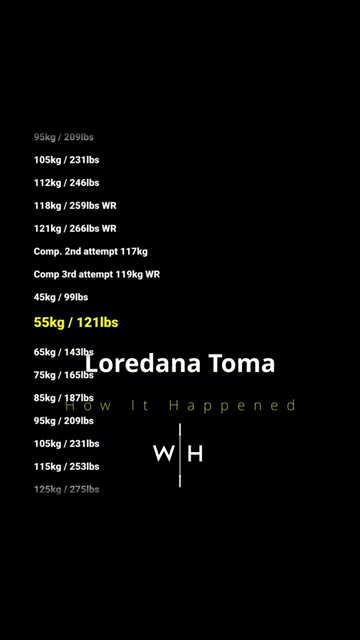 95kg / 209lbs
105kg / 231lbs
112kg / 246lbs
118kg / 259lbs WR
121kg / 266lbs WR
Comp. 2nd attempt 117kg
Comp 3rd attempt 119kg WR
45kg / 99lbs
55kg / 121lbs
65kg / 143lbs
Loredana Toma
75kg / 165lbs
85kg / 187lbs
How It Happened
95kg / 209lbs
105kg / 231lbs
W H
115kg / 253lbs
125kg / 275lbs